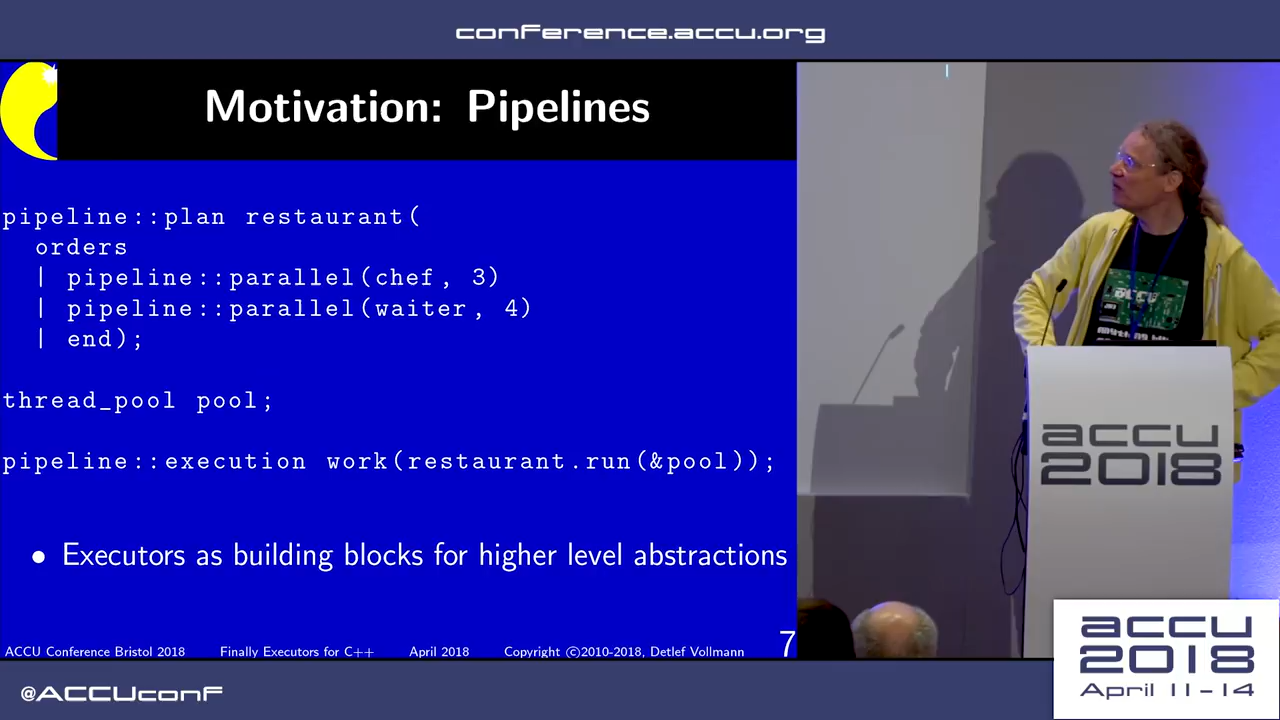 conference.accu.org
Motivation: Pipelines
pipeline::plan restaurant(
orders
| pipeline::parallel(chef, 3)
| pipeline::parallel(waiter, 4)
| end);
thread_pool pool;
pipeline::execution work(restaurant.run(&pool));
• Executors as building blocks for higher level abstractions
ACCU Conference Bristol 2018 Finally Executors for C++ April 2018 Copyright ©2010-2018, Detlef Vollmann 7
accu
accu
2018
accu
2018
April 11-14
@ACCUconf